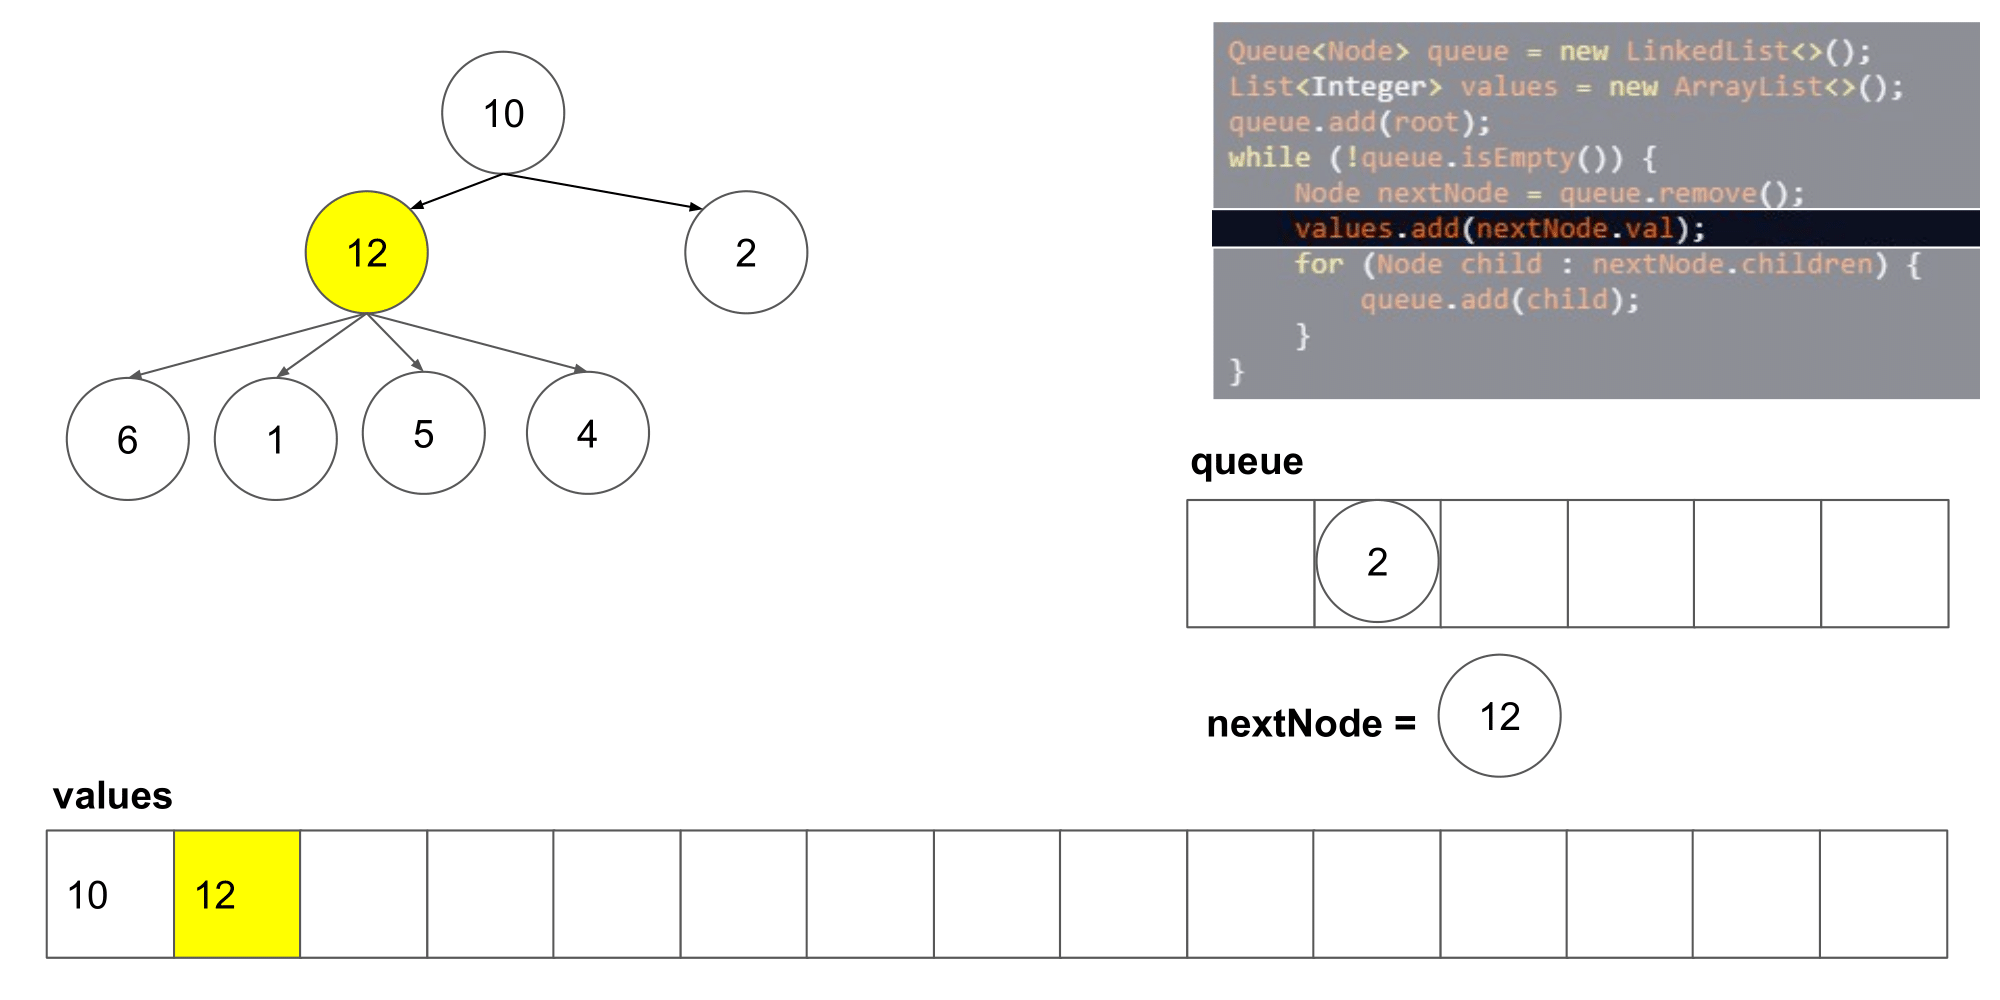 10
12
2
6
1
5
4
Queue<Node> queue = new LinkedList<>();
List<Integer> values = new ArrayList<>();
queue.add(root);
while (!queue.isEmpty()) {
    Node nextNode = queue.remove();
    values.add(nextNode.val);
    for (Node child : nextNode.children) {
        queue.add(child);
    }
}
queue
2
nextNode = 12
values
10 12